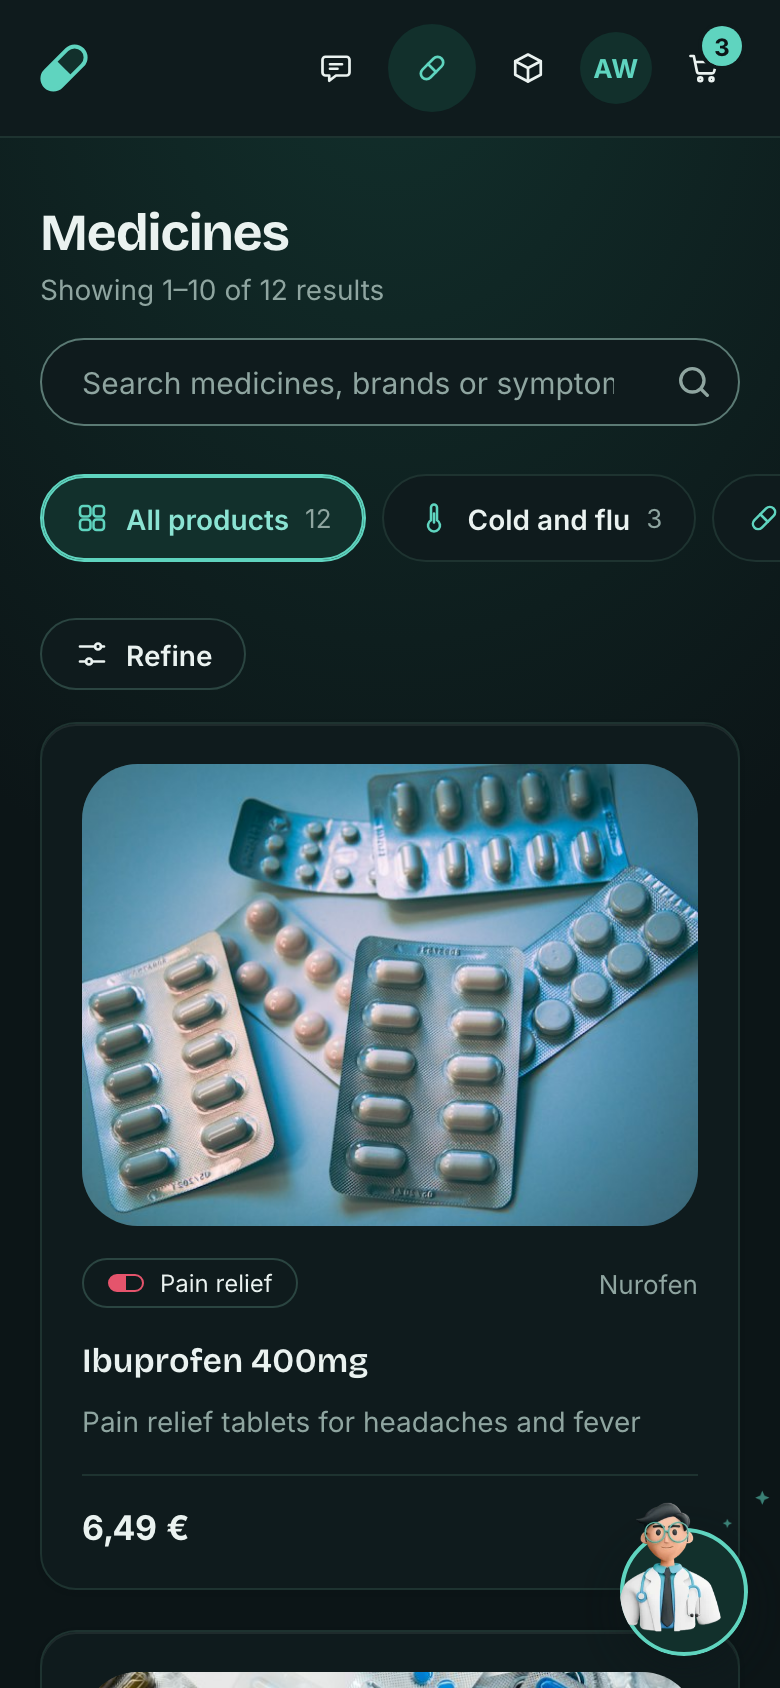 AW
3
Medicines
Showing 1–10 of 12 results
Search medicines, brands or
All products 12
Cold and flu 3
Refine
Pain relief
Nurofen
Ibuprofen 400mg
Pain relief tablets for headaches and fever
6,49 €